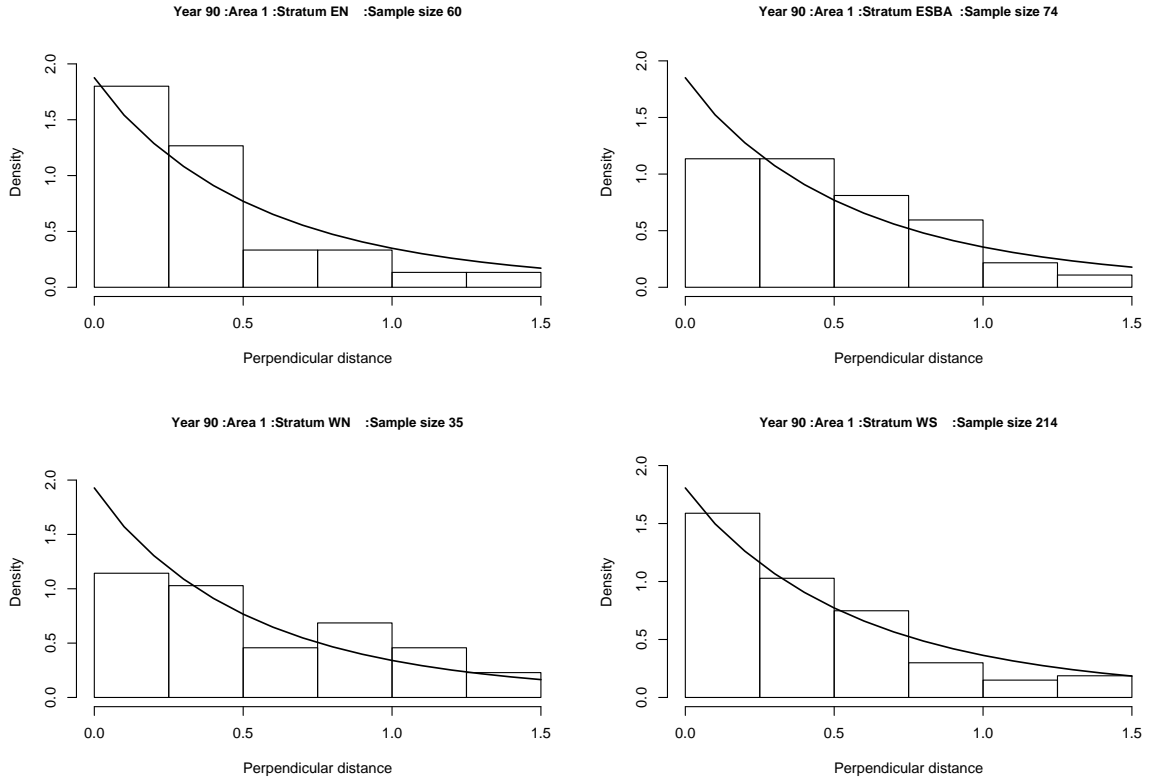 Year 90 :Area 1 :Stratum EN :Sample size 60
Density
0.0 0.5 1.0 1.5 2.0
0.0 0.5 1.0 1.5
Perpendicular distance
Year 90 :Area 1 :Stratum ESBA :Sample size 74
Density
0.0 0.5 1.0 1.5 2.0
0.0 0.5 1.0 1.5
Perpendicular distance
Year 90 :Area 1 :Stratum WN :Sample size 35
Density
0.0 0.5 1.0 1.5 2.0
0.0 0.5 1.0 1.5
Perpendicular distance
Year 90 :Area 1 :Stratum WS :Sample size 214
Density
0.0 0.5 1.0 1.5 2.0
0.0 0.5 1.0 1.5
Perpendicular distance